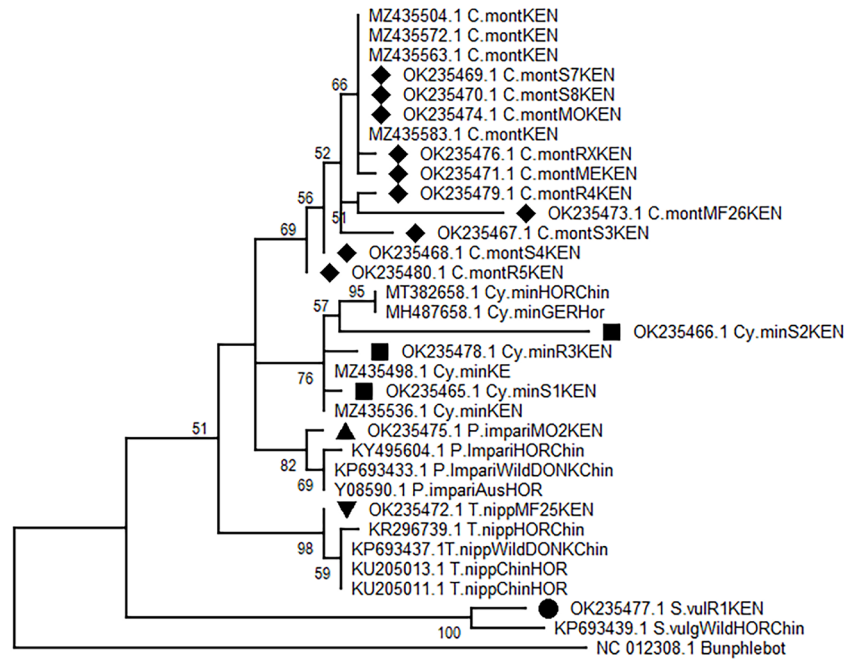 MZ435504.1 C.montKEN
MZ435572.1 C.montKEN
MZ435563.1 C.montKEN
OK235469.1 C.montS7KEN
66
OK235470.1 C.montS8KEN
OK235474.1 C.montMOKEN
MZ435583.1 C.montKEN
52
OK235476.1 C.montRXKEN
OK235471.1 C.montMEKEN
56
OK235479.1 C.montR4KEN
51
OK235473.1 C.montMF26KEN
69
OK235467.1 C.montS3KEN
OK235468.1 C.montS4KEN
OK235480.1 C.montR5KEN
95
MT382658.1 Cy.minHORChin
57
MH487658.1 Cy.minGERHor
OK235466.1 Cy.minS2KEN
OK235478.1 Cy.minR3KEN
76
MZ435498.1 Cy.minKE
OK235465.1 Cy.minS1KEN
MZ435536.1 Cy.minKEN
51
OK235475.1 P.impariMO2KEN
KY495604.1 P.ImpariHORChin
82
KP693433.1 P.ImpariWildDONKChin
69
Y08590.1 P.impariAusHOR
OK235472.1 T.nippMF25KEN
KR296739.1 T.nippHORChin
98
KP693437.1T.nippWildDONKChin
59
KU205013.1 T.nippChinHOR
KU205011.1 T.nippChinHOR
OK235477.1 S.vulR1KEN
100
KP693439.1 S.vulgWildHORChin
NC 012308.1 Bunphlebot